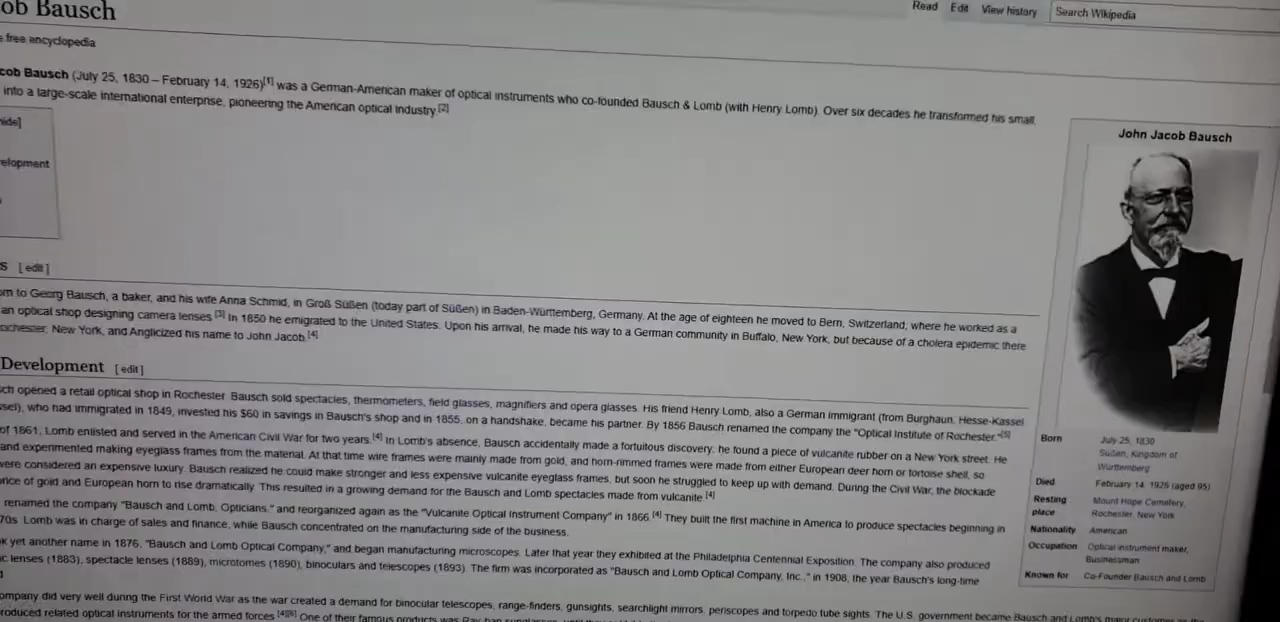 ob Bausch
Read Edit View history Search Wikipedia
free encyclopedia
cob Bausch (July 25, 1830 – February 14, 1926)[1] was a German-American maker of optical instruments who co-founded Bausch & Lomb (with Henry Lomb). Over six decades he transformed his small,
into a large-scale international enterprise, pioneering the American optical industry.[2]
hide]
velopment
s [edit]
orn to Georg Bausch, a baker, and his wife Anna Schmid, in Groß Süßen (today part of Süßen) in Baden-Württemberg, Germany. At the age of eighteen he moved to Bern, Switzerland, where he worked as a
an optical shop designing camera lenses.[3] In 1850 he emigrated to the United States. Upon his arrival, he made his way to a German community in Buffalo, New York, but because of a cholera epidemic there
ochester, New York, and Anglicized his name to John Jacob.[4]
Development [edit]
sch opened a retail optical shop in Rochester. Bausch sold spectacles, thermometers, field glasses, magnifiers and opera glasses. His friend Henry Lomb, also a German immigrant (from Burghaun, Hesse-Kassel
ssel), who had immigrated in 1849, invested his $60 in savings in Bausch's shop and in 1855, on a handshake, became his partner. By 1856 Bausch renamed the company the "Optical Institute of Rochester."[5]
of 1861, Lomb enlisted and served in the American Civil War for two years.[4] In Lomb's absence, Bausch accidentally made a fortuitous discovery; he found a piece of vulcanite rubber on a New York street. He
and experimented making eyeglass frames from the material. At that time wire frames were mainly made from gold, and horn-rimmed frames were made from either European deer horn or tortoise shell, so
were considered an expensive luxury. Bausch realized he could make stronger and less expensive vulcanite eyeglass frames, but soon he struggled to keep up with demand. During the Civil War, the blockade
rice of gold and European horn to rise dramatically. This resulted in a growing demand for the Bausch and Lomb spectacles made from vulcanite.[4]
renamed the company "Bausch and Lomb, Opticians," and reorganized again as the "Vulcanite Optical Instrument Company" in 1866.[4] They built the first machine in America to produce spectacles beginning in
70s. Lomb was in charge of sales and finance, while Bausch concentrated on the manufacturing side of the business.
k yet another name in 1876, "Bausch and Lomb Optical Company," and began manufacturing microscopes. Later that year they exhibited at the Philadelphia Centennial Exposition. The company also produced
ic lenses (1883), spectacle lenses (1889), microtomes (1890), binoculars and telescopes (1893). The firm was incorporated as "Bausch and Lomb Optical Company, Inc.," in 1908, the year Bausch's long-time
ompany did very well during the First World War as the war created a demand for binocular telescopes, range-finders, gunsights, searchlight mirrors, periscopes and torpedo tube sights. The U.S. government became Bausch and Lomb's major customer as the
roduced related optical instruments for the armed forces.[4][6] One of their famous products was Ray-ban sunglasses, until
John Jacob Bausch
Born July 25, 1830
Süßen, Kingdom of
Württemberg
Died February 14, 1926 (aged 95)
Resting place Mount Hope Cemetery,
Rochester, New York
Nationality American
Occupation Optical instrument maker,
Businessman
Known for Co-Founder Bausch and Lomb